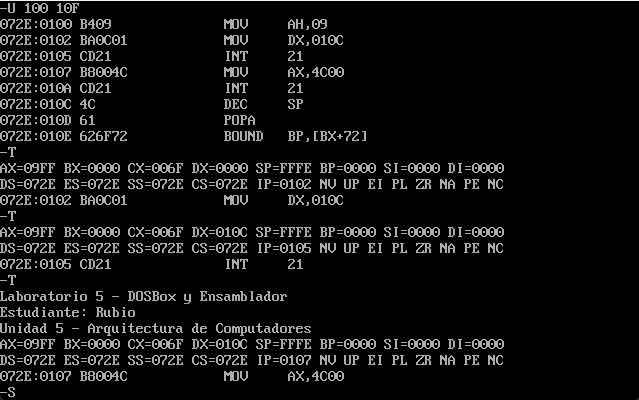 -U 100 10F
072E:0100 B409 MOV AH,09
072E:0102 BA0C01 MOV DX,010C
072E:0105 CD21 INT 21
072E:0107 B8004C MOV AX,4C00
072E:010A CD21 INT 21
072E:010C 4C DEC SP
072E:010D 61 POPA
072E:010E 626F72 BOUND BP,[BX+72]
-T
AX=09FF BX=0000 CX=006F DX=0000 SP=FFFE BP=0000 SI=0000 DI=0000
DS=072E ES=072E SS=072E CS=072E IP=0102 NV UP EI PL ZR NA PE NC
072E:0102 BA0C01 MOV DX,010C
-T
AX=09FF BX=0000 CX=006F DX=010C SP=FFFE BP=0000 SI=0000 DI=0000
DS=072E ES=072E SS=072E CS=072E IP=0105 NV UP EI PL ZR NA PE NC
072E:0105 CD21 INT 21
-T
Laboratorio 5 - DOSBox y Ensamblador
Estudiante: Rubio
Unidad 5 - Arquitectura de Computadores
AX=09FF BX=0000 CX=006F DX=010C SP=FFFE BP=0000 SI=0000 DI=0000
DS=072E ES=072E SS=072E CS=072E IP=0107 NV UP EI PL ZR NA PE NC
072E:0107 B8004C MOV AX,4C00
-S